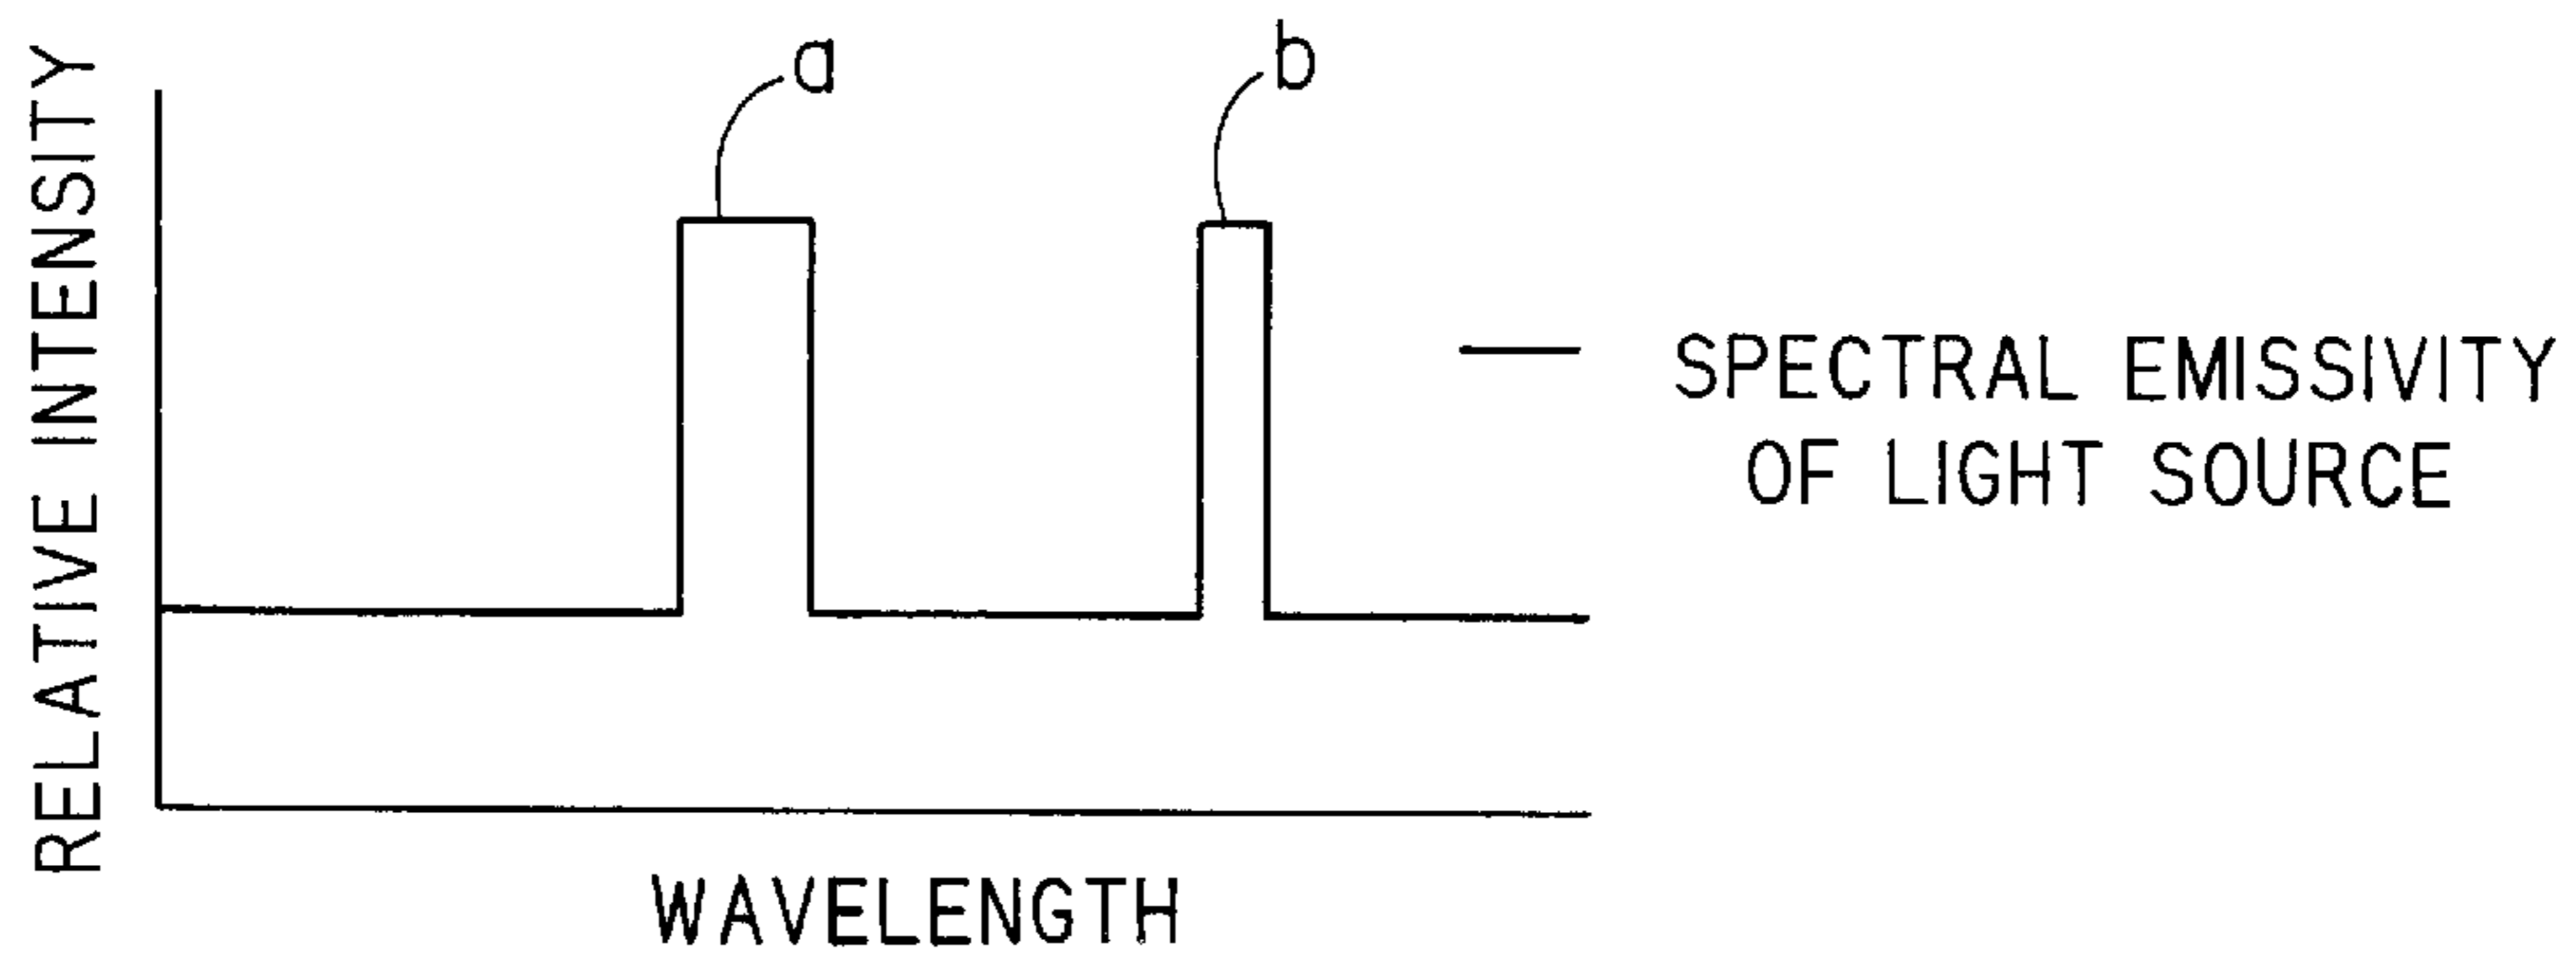 a
b
RELATIVE INTENSITY
SPECTRAL EMISSIVITY
OF LIGHT SOURCE
WAVELENGTH